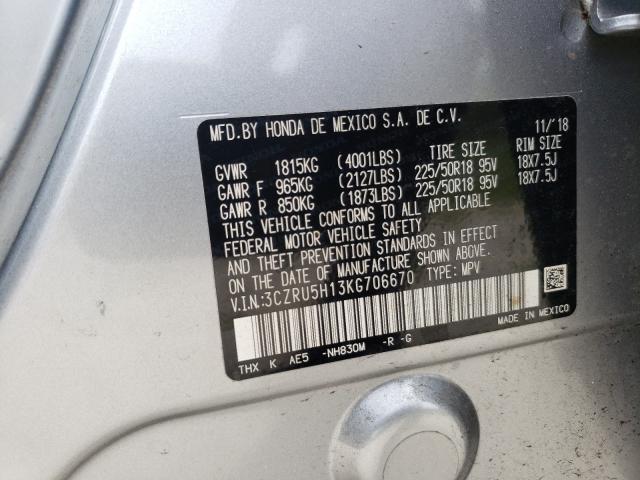 MFD.BY HONDA DE MEXICO S.A. DE C.V. 11/'18
TIRE SIZE RIM SIZE
GVWR 1815KG (4001LBS)
GAWR F 965KG (2127LBS) 225/50R18 95V 18X7.5J
GAWR R 850KG (1873LBS) 225/50R18 95V 18X7.5J
THIS VEHICLE CONFORMS TO ALL APPLICABLE
FEDERAL MOTOR VEHICLE SAFETY
AND THEFT PREVENTION STANDARDS IN EFFECT
ON THE DATE OF MANUFACTURE SHOWN ABOVE.
V.I.N:3CZRU5H13KG706670 TYPE: MPV
THX K AE5 -NH830M -R -G MADE IN MEXICO